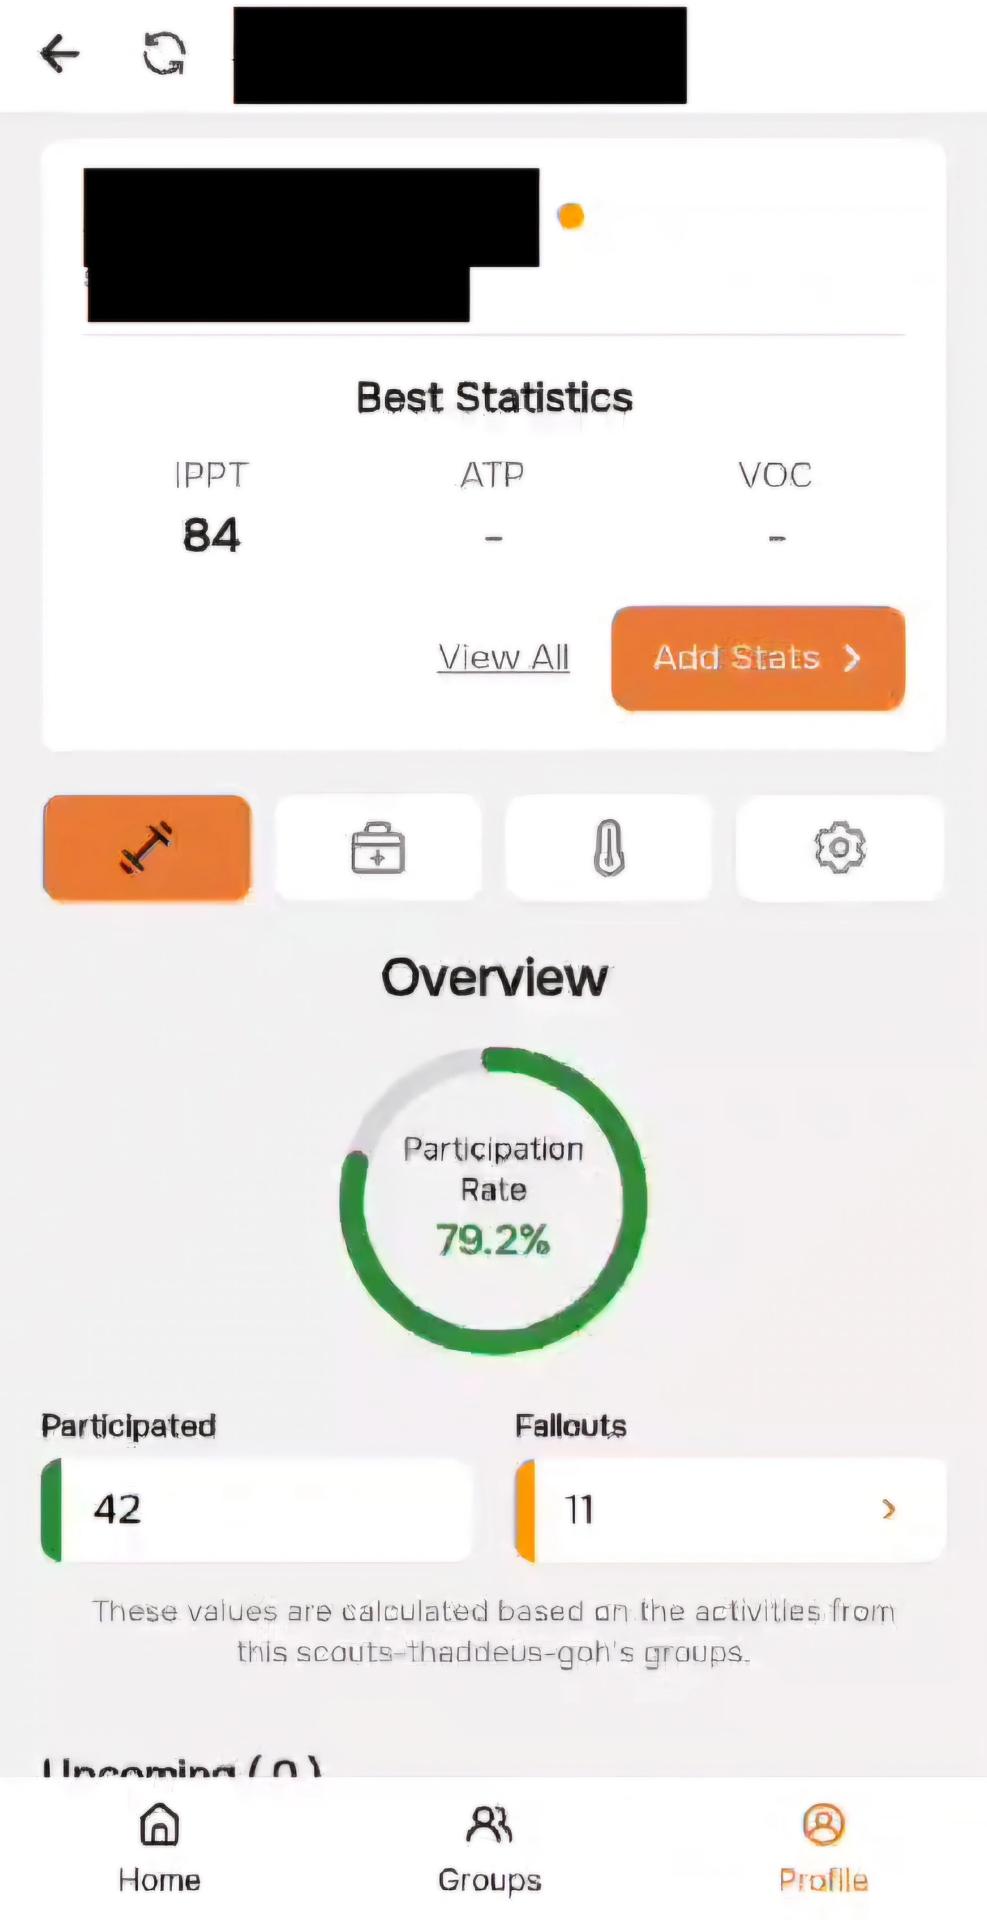 Best Statistics
IPPT ATP VOC
84 - -
View All Add Stats
Overview
Participation
Rate
79.2%
Participated Fallouts
42 11
These values are calculated based on the activities from
this scouts-thaddeus-goh's groups.
Upcoming ( 0 )
Home Groups Profile